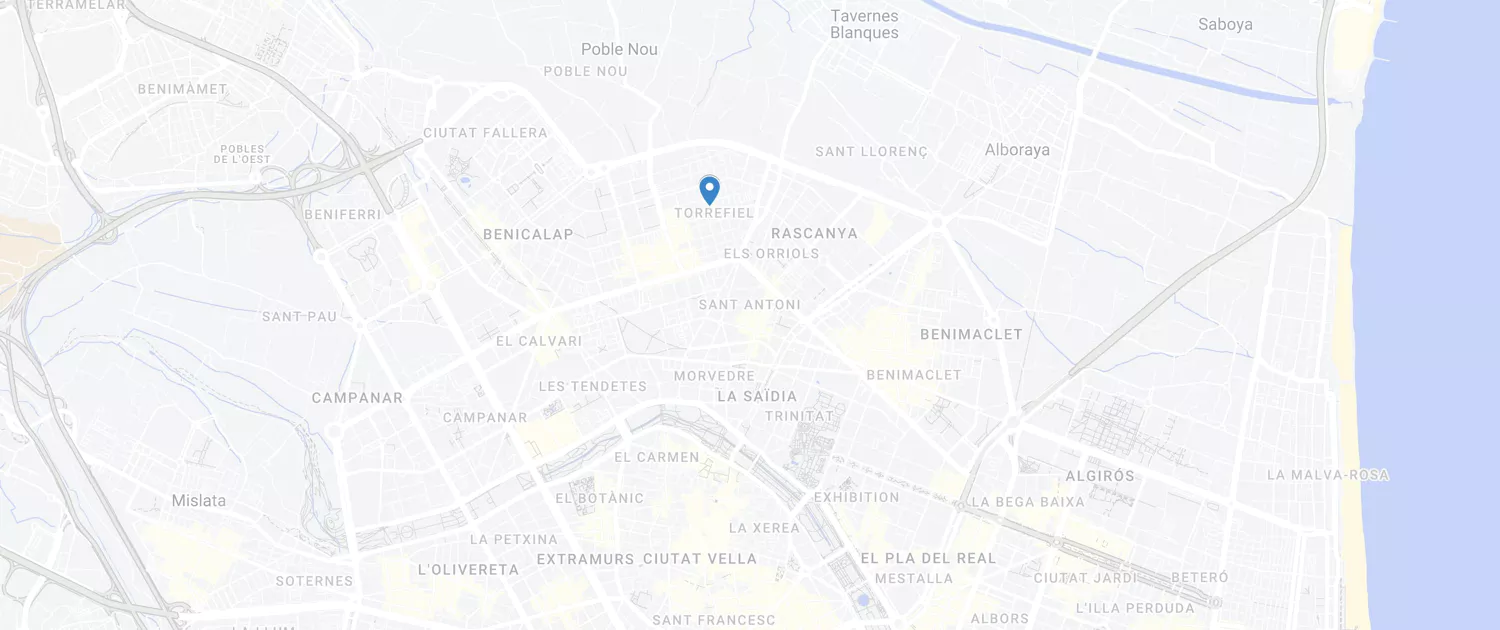 TERRAMELAR
Tavernes
Blanques
Saboya
Poble Nou
POBLE NOU
BENIMÀMET
CIUTAT FALLERA
POBLES
DE L'OEST
SANT LLORENÇ
Alboraya
BENIFERRI
TORREFIEL
BENICALAP
RASCANYA
ELS ORRIOLS
SANT PAU
SANT ANTONI
EL CALVARI
BENIMACLET
MORVEDRE
BENIMACLET
LES TENDETES
CAMPANAR
LA SAÏDIA
CAMPANAR
TRINITAT
EL CARMEN
ALGIRÓS
LA MALVA-ROSA
Mislata
EL BOTÀNIC
EXHIBITION
LA BEGA BAIXA
LA XEREA
LA PETXINA
EXTRAMURS
CIUTAT VELLA
EL PLA DEL REAL
L'OLIVERETA
SOTERNES
MESTALLA
CIUTAT JARDI
BETERÓ
L'ILLA PERDUDA
SANT FRANCESC
ALBORS
LA LLUM